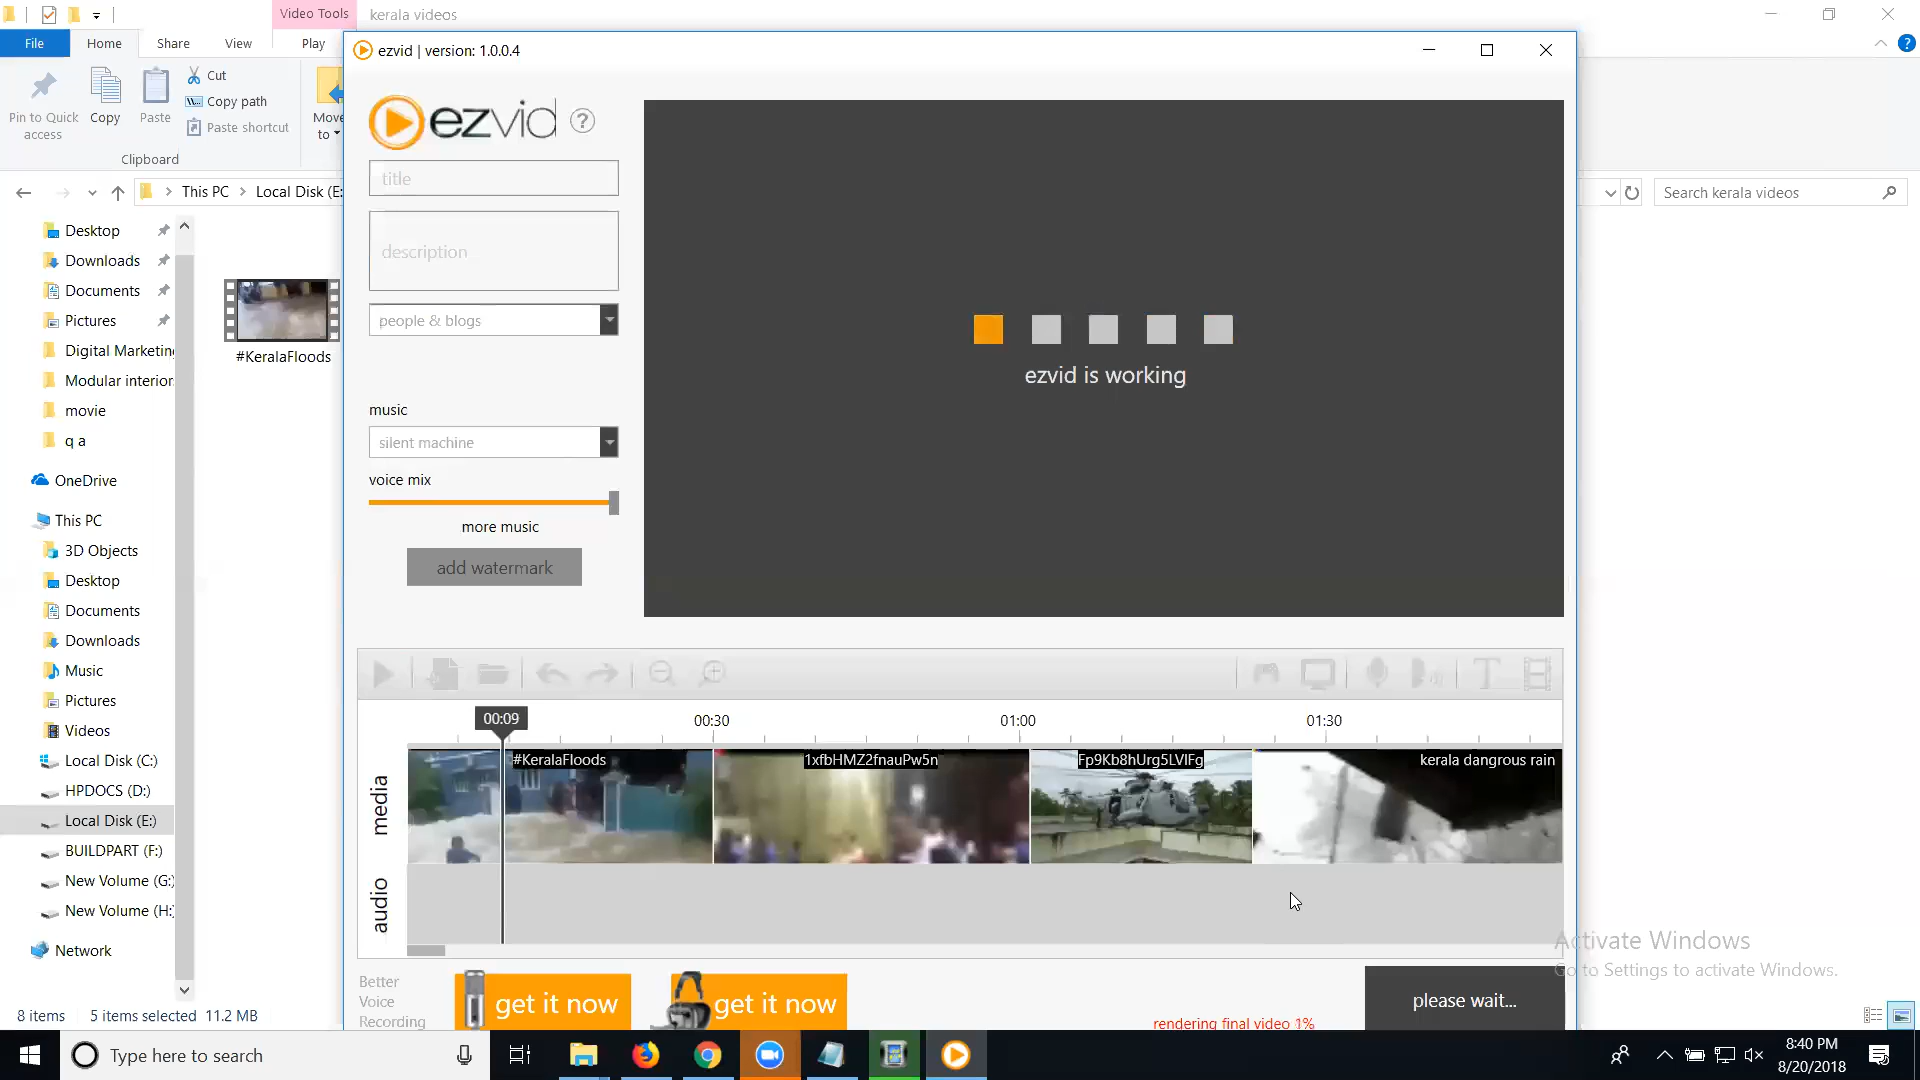 Video Tools
kerala videos
File
Home
Share
View
Play
ezvid | version: 1.0.0.4
Pin to Quick
access
Copy
Paste
Cut
Copy path
Paste shortcut
Move
to
Clipboard
This PC
Local Disk (E:
Search kerala videos
Desktop
Downloads
Documents
Pictures
Digital Marketing
Modular interior
movie
q a
OneDrive
This PC
3D Objects
Desktop
Documents
Downloads
Music
Pictures
Videos
Local Disk (C:)
HPDOCS (D:)
Local Disk (E:)
BUILDPART (F:)
New Volume (G:)
New Volume (H:)
Network
#KeralaFloods
ezvid
?
title
description
people & blogs
music
silent machine
voice mix
more music
add watermark
ezvid is working
00:09
00:30
01:00
01:30
media
#KeralaFloods
1xfbHMZ2fnauPw5n
Fp9Kb8hUrg5LVlFg
kerala dangrous rain
audio
Better
Voice
Recording
get it now
get it now
rendering final video 1%
please wait...
Activate Windows
Go to Settings to activate Windows.
8 items
5 items selected 11.2 MB
Type here to search
8:40 PM
8/20/2018